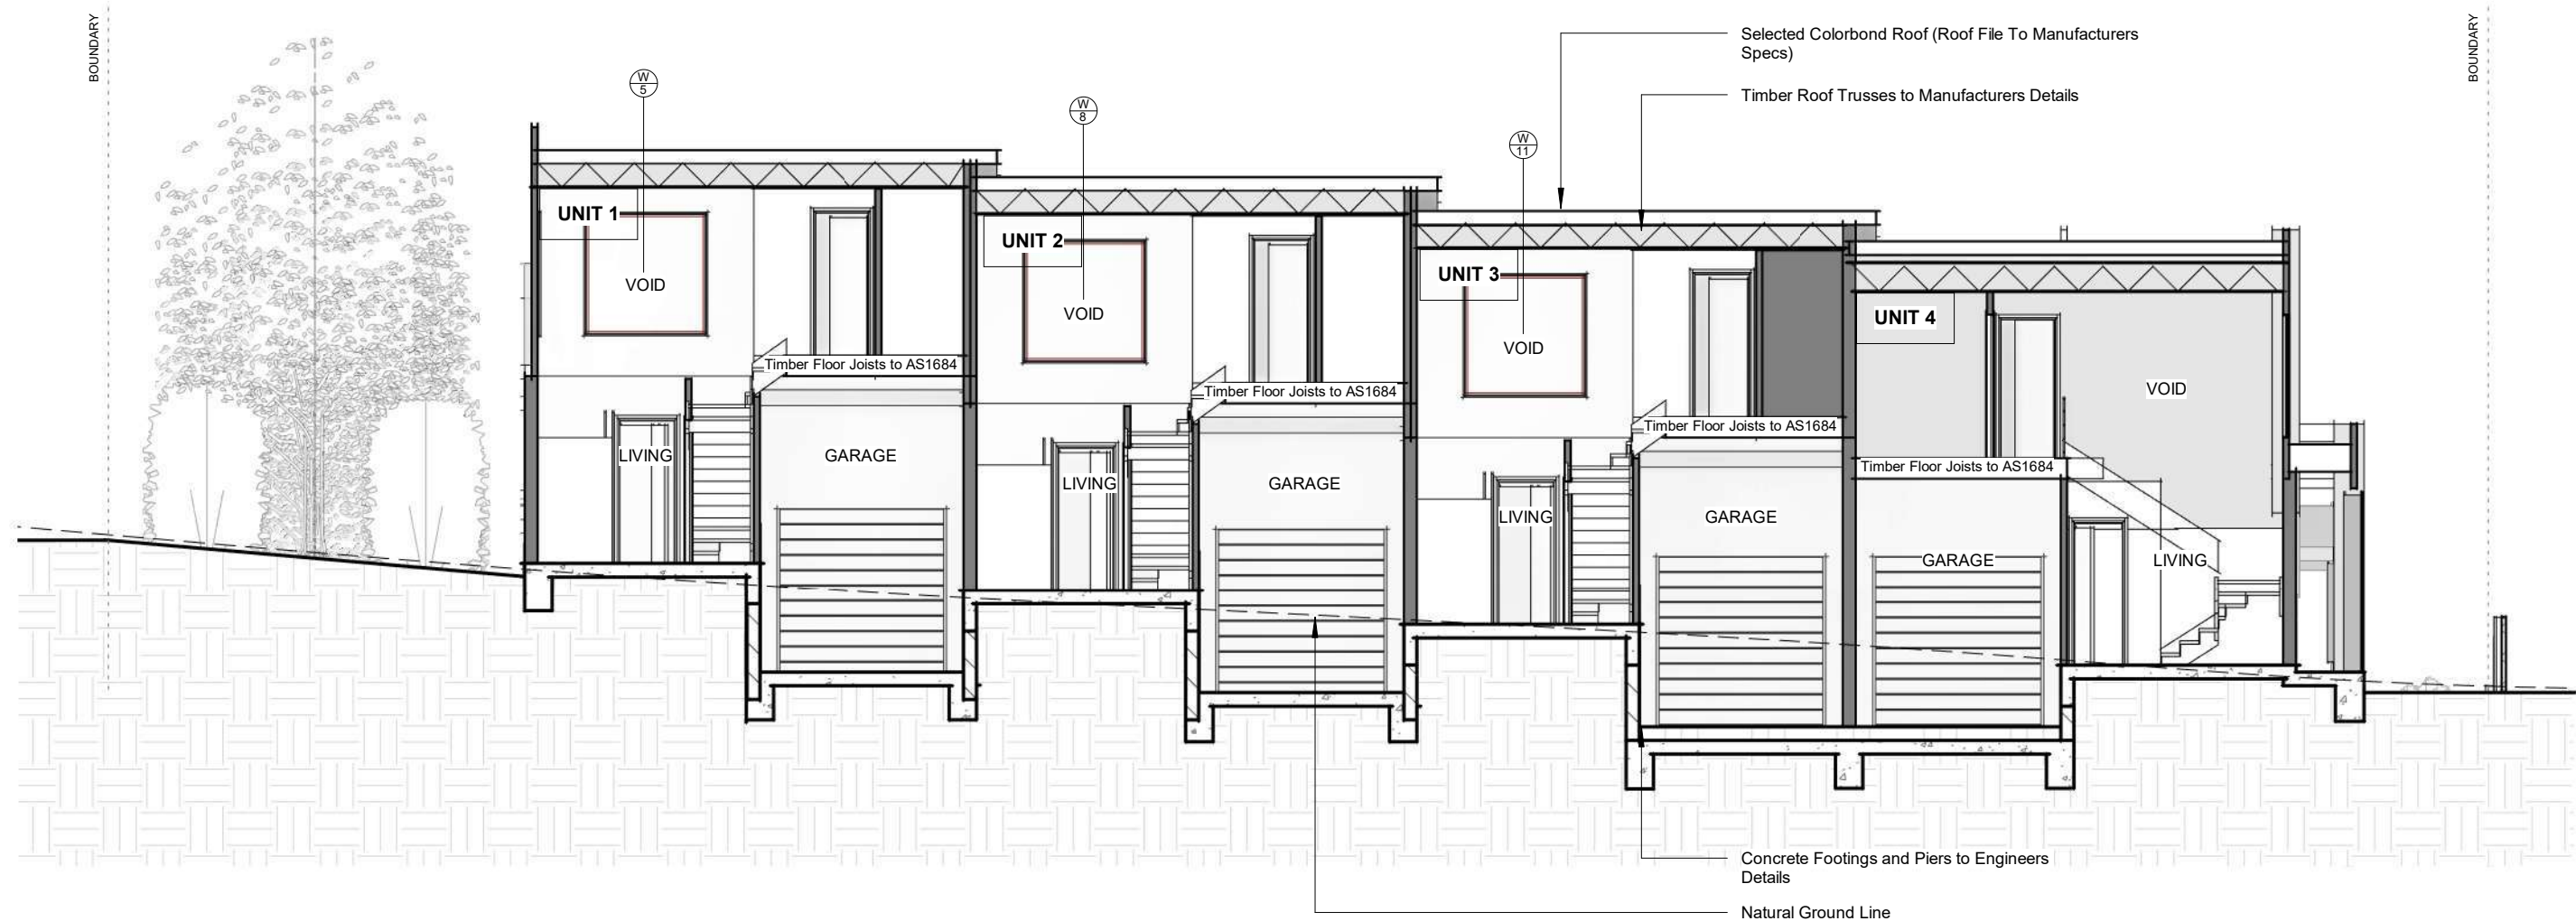 BOUNDARY
BOUNDARY
Selected Colorbond Roof (Roof File To Manufacturers
Specs)
Timber Roof Trusses to Manufacturers Details
W
5
W
8
W
11
UNIT 1
VOID
UNIT 2
VOID
UNIT 3
VOID
UNIT 4
VOID
Timber Floor Joists to AS1684
Timber Floor Joists to AS1684
Timber Floor Joists to AS1684
Timber Floor Joists to AS1684
LIVING
GARAGE
LIVING
GARAGE
LIVING
GARAGE
GARAGE
LIVING
Concrete Footings and Piers to Engineers
Details
Natural Ground Line